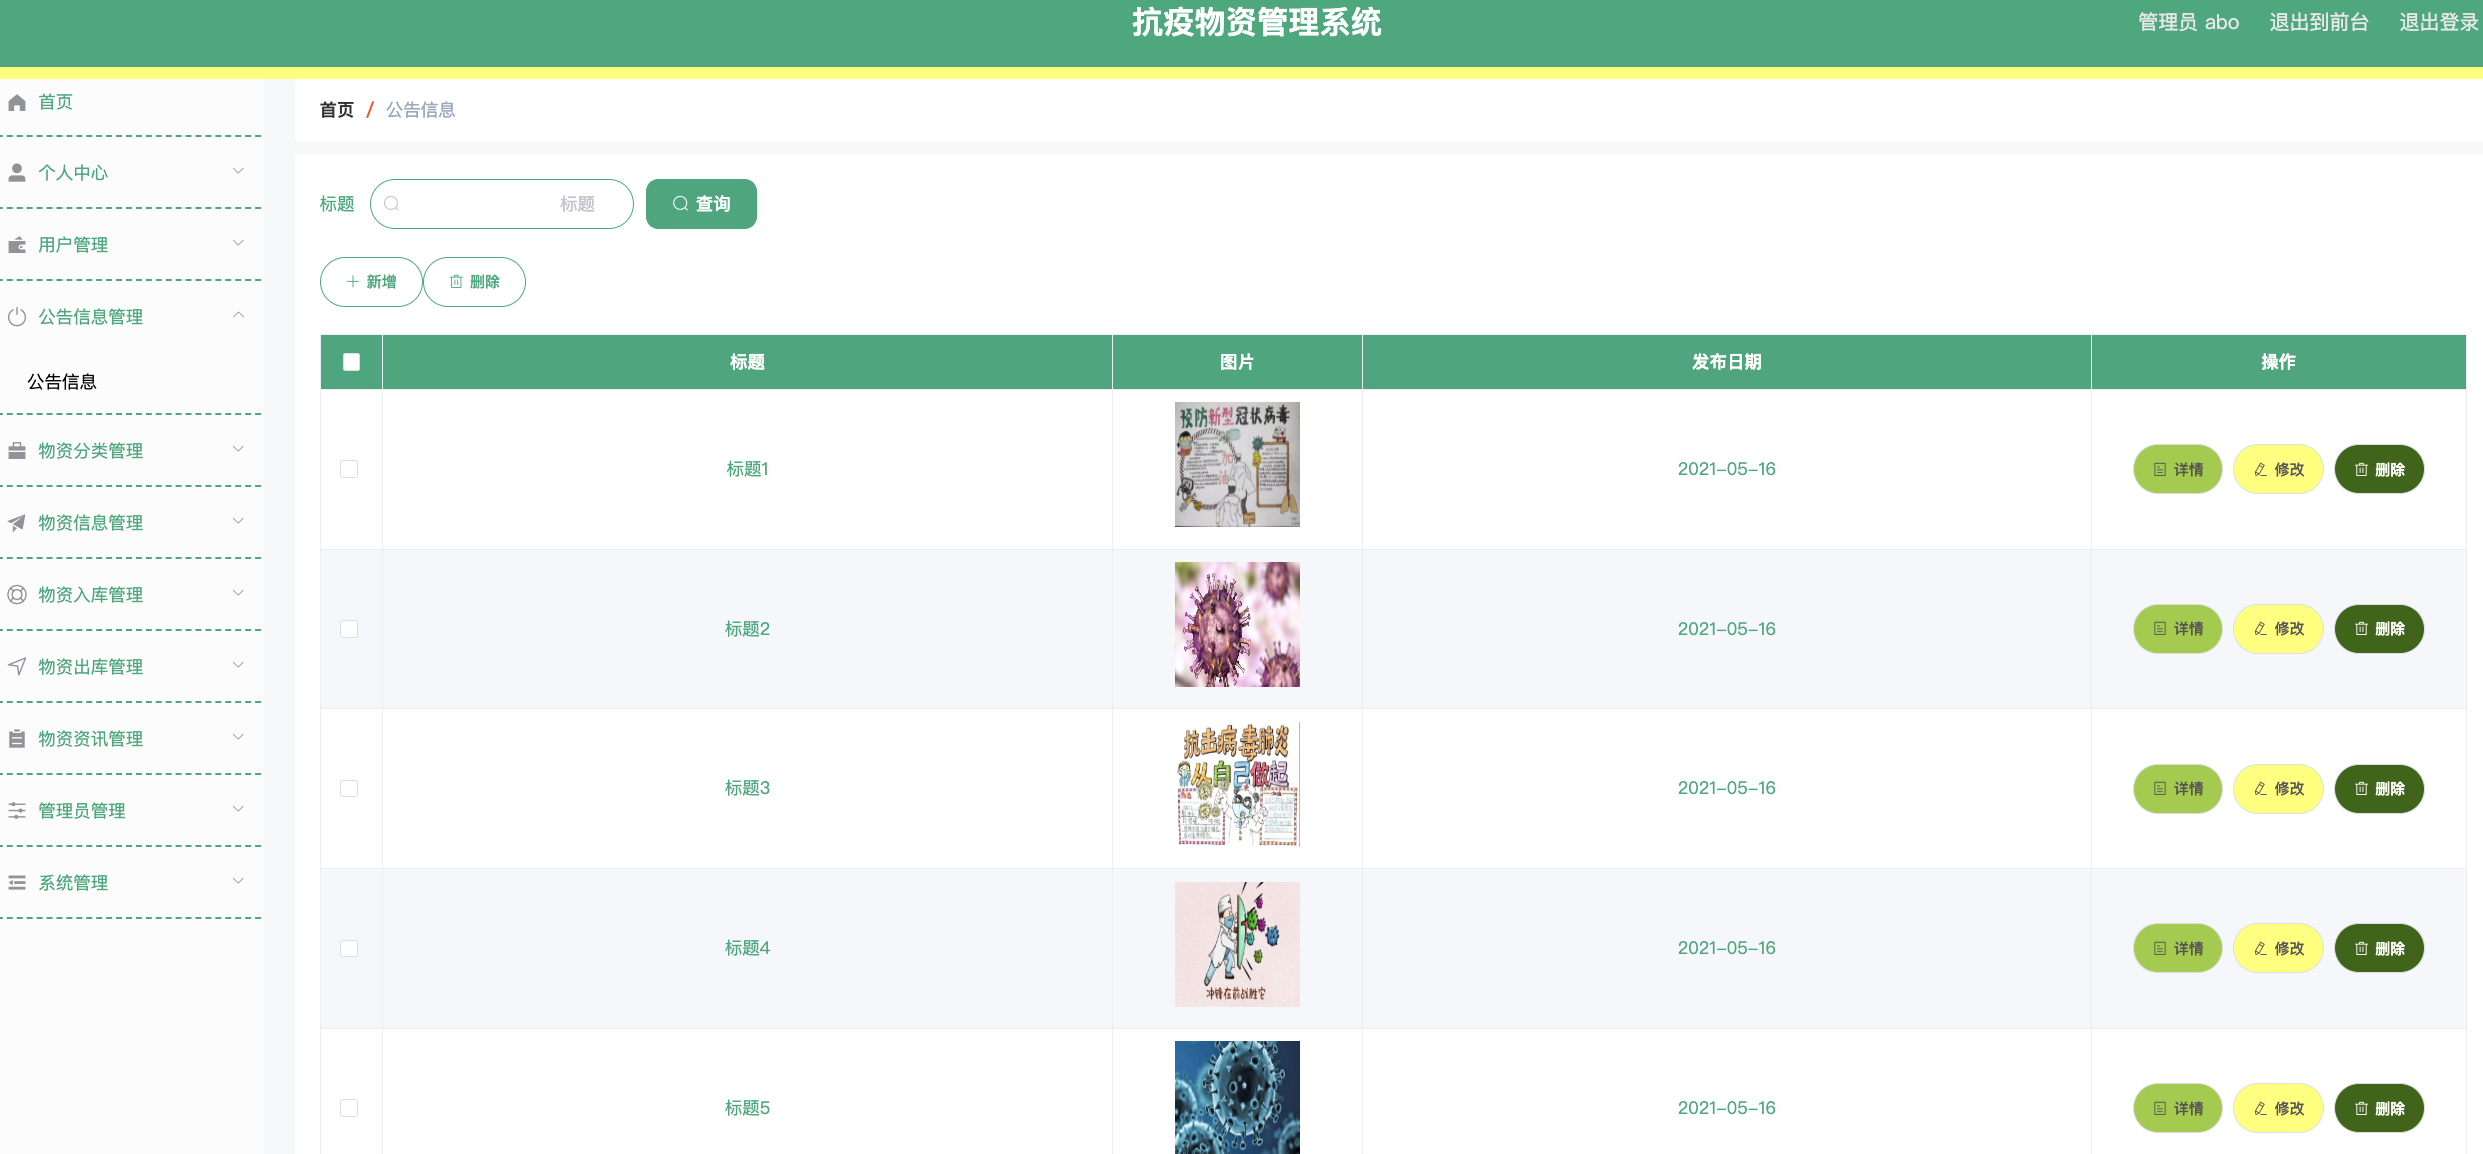 抗疫物资管理系统
管理员 abo 退出到前台 退出登录
首页
个人中心
用户管理
公告信息管理
公告信息
物资分类管理
物资信息管理
物资入库管理
物资出库管理
物资资讯管理
管理员管理
系统管理
首页 / 公告信息
标题 标题 查询
新增 删除
标题 图片 发布日期 操作
预防新型冠状病毒
加油
标题1 2021-05-16 详情 修改 删除
标题2 2021-05-16 详情 修改 删除
抗击病毒肺炎
从自己做起
标题3 2021-05-16 详情 修改 删除
标题4 2021-05-16 详情 修改 删除
冲锋在前战胜它
标题5 2021-05-16 详情 修改 删除